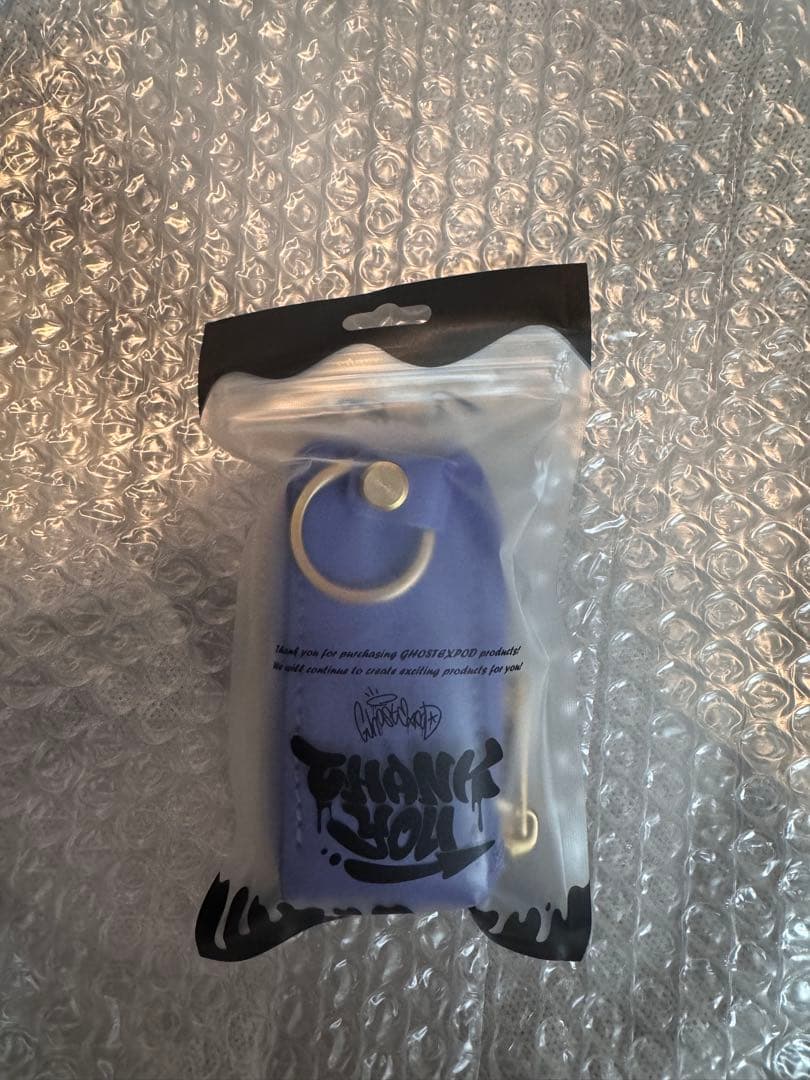 Thank you for purchasing GHOSTEXPOD products!
We will continue to create exciting products for you!
THANK
YOU